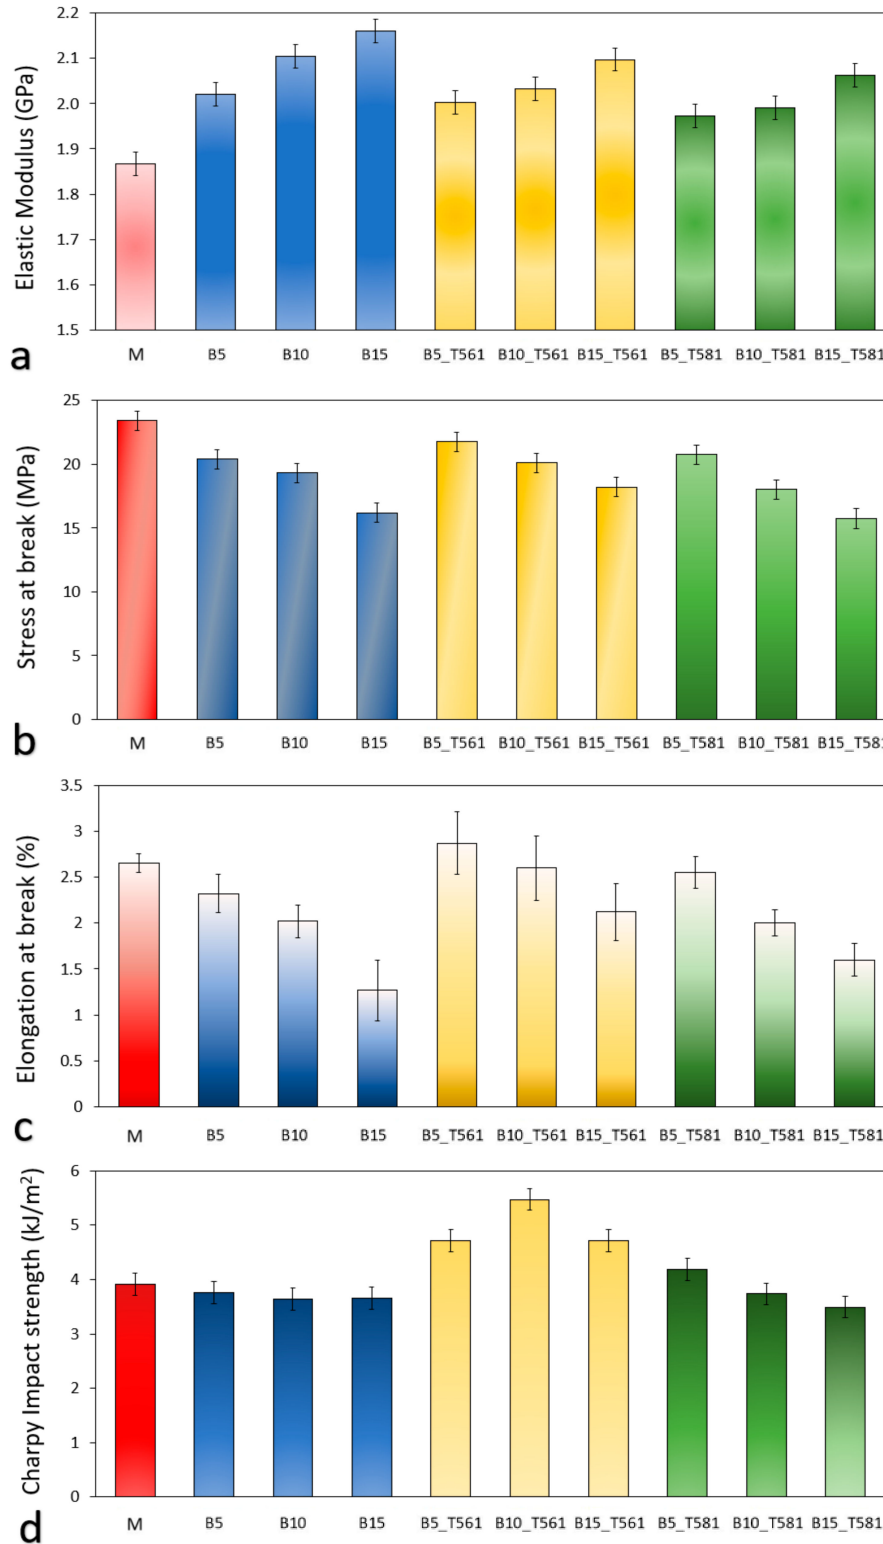 Elastic Modulus (GPa)
2.2
2.1
2.0
1.9
1.8
1.7
1.6
1.5
M B5 B10 B15 B5_T561 B10_T561 B15_T561 B5_T581 B10_T581 B15_T581
a
Stress at break (MPa)
25
20
15
10
5
0
M B5 B10 B15 B5_T561 B10_T561 B15_T561 B5_T581 B10_T581 B15_T581
b
Elongation at break (%)
3.5
3
2.5
2
1.5
1
0.5
0
M B5 B10 B15 B5_T561 B10_T561 B15_T561 B5_T581 B10_T581 B15_T581
c
Charpy Impact strength (kJ/m²)
6
5
4
3
2
1
0
M B5 B10 B15 B5_T561 B10_T561 B15_T561 B5_T581 B10_T581 B15_T581
d